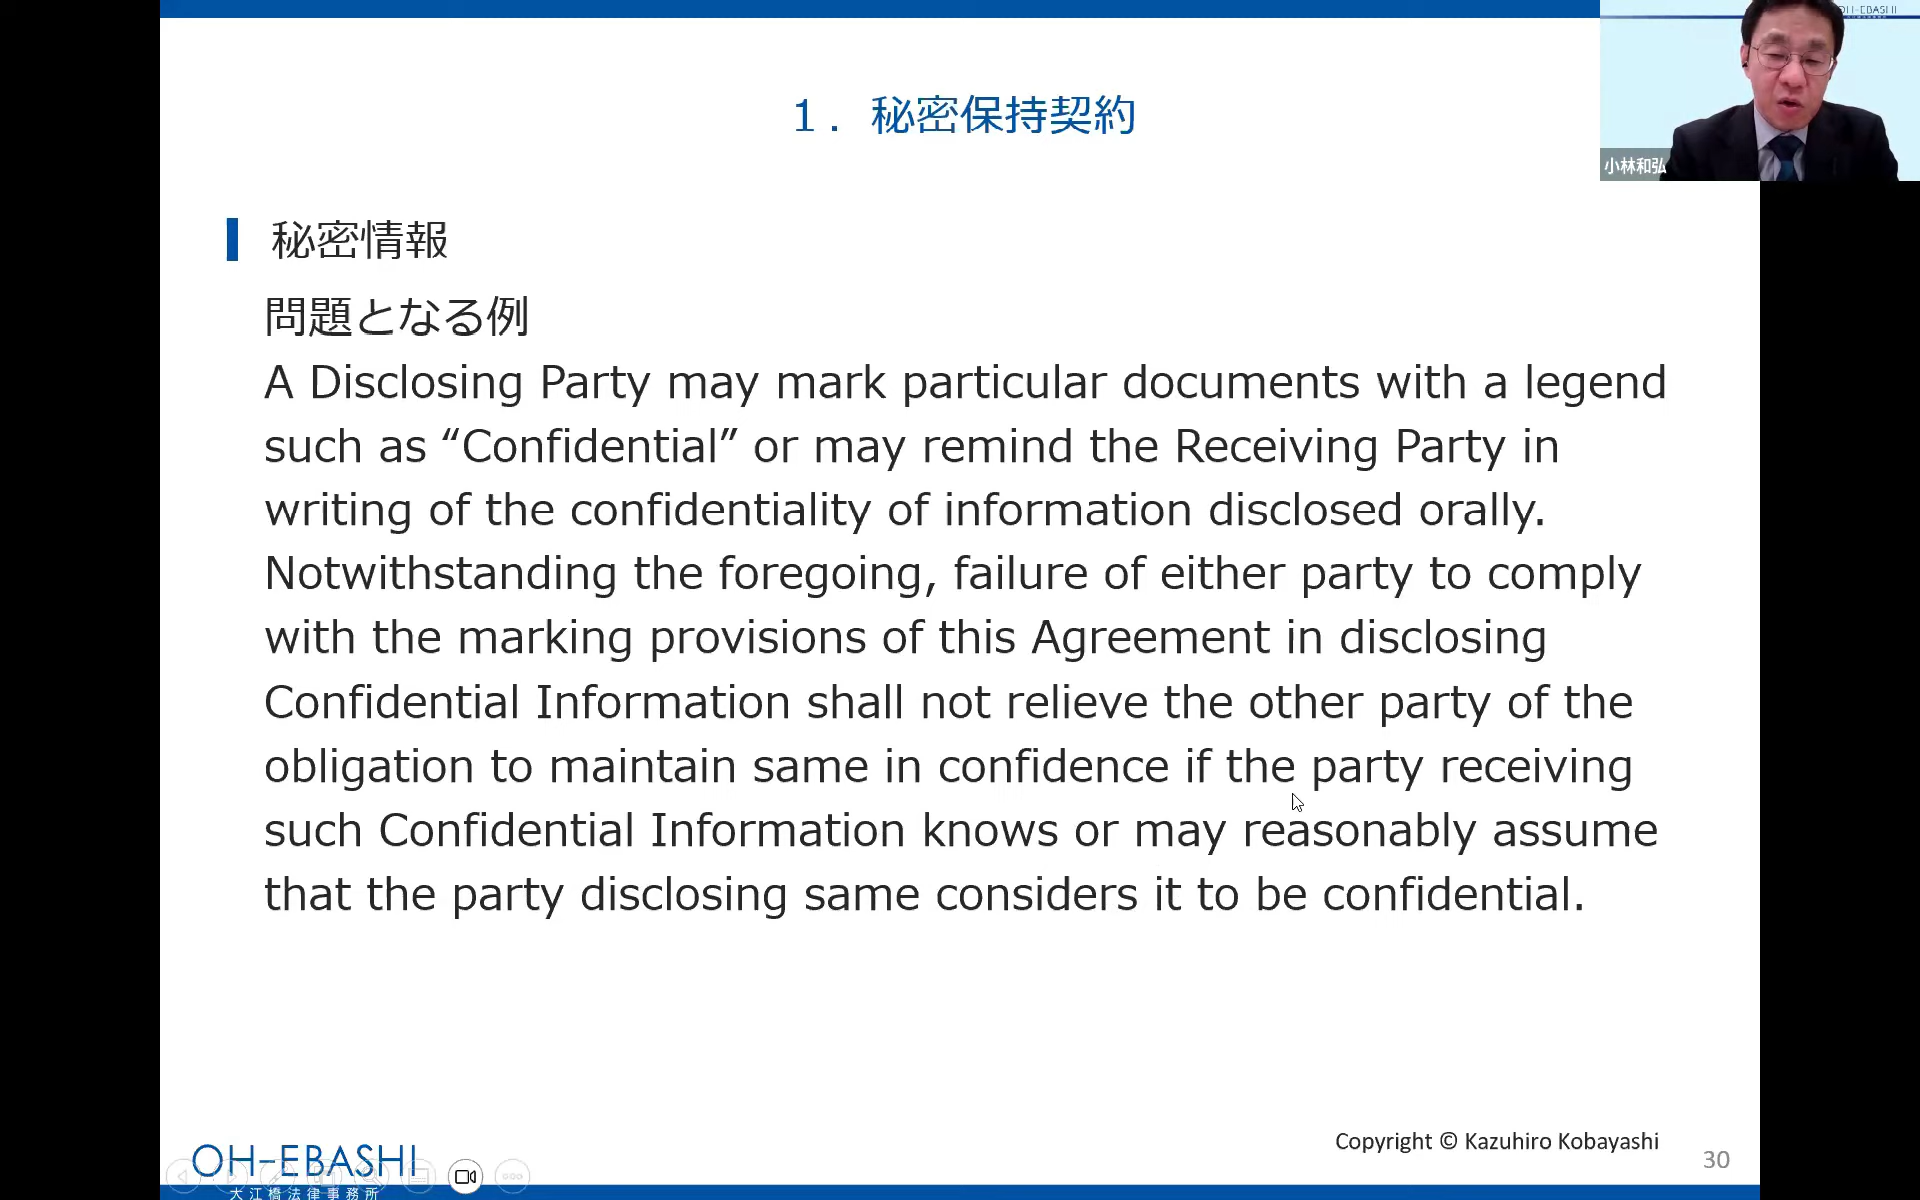 OH-EBASHI
小林和弘
1．秘密保持契約
秘密情報
問題となる例
A Disclosing Party may mark particular documents with a legend
such as “Confidential” or may remind the Receiving Party in
writing of the confidentiality of information disclosed orally.
Notwithstanding the foregoing, failure of either party to comply
with the marking provisions of this Agreement in disclosing
Confidential Information shall not relieve the other party of the
obligation to maintain same in confidence if the party receiving
such Confidential Information knows or may reasonably assume
that the party disclosing same considers it to be confidential.
Copyright © Kazuhiro Kobayashi
30
OH-EBASHI
大江橋法律事務所